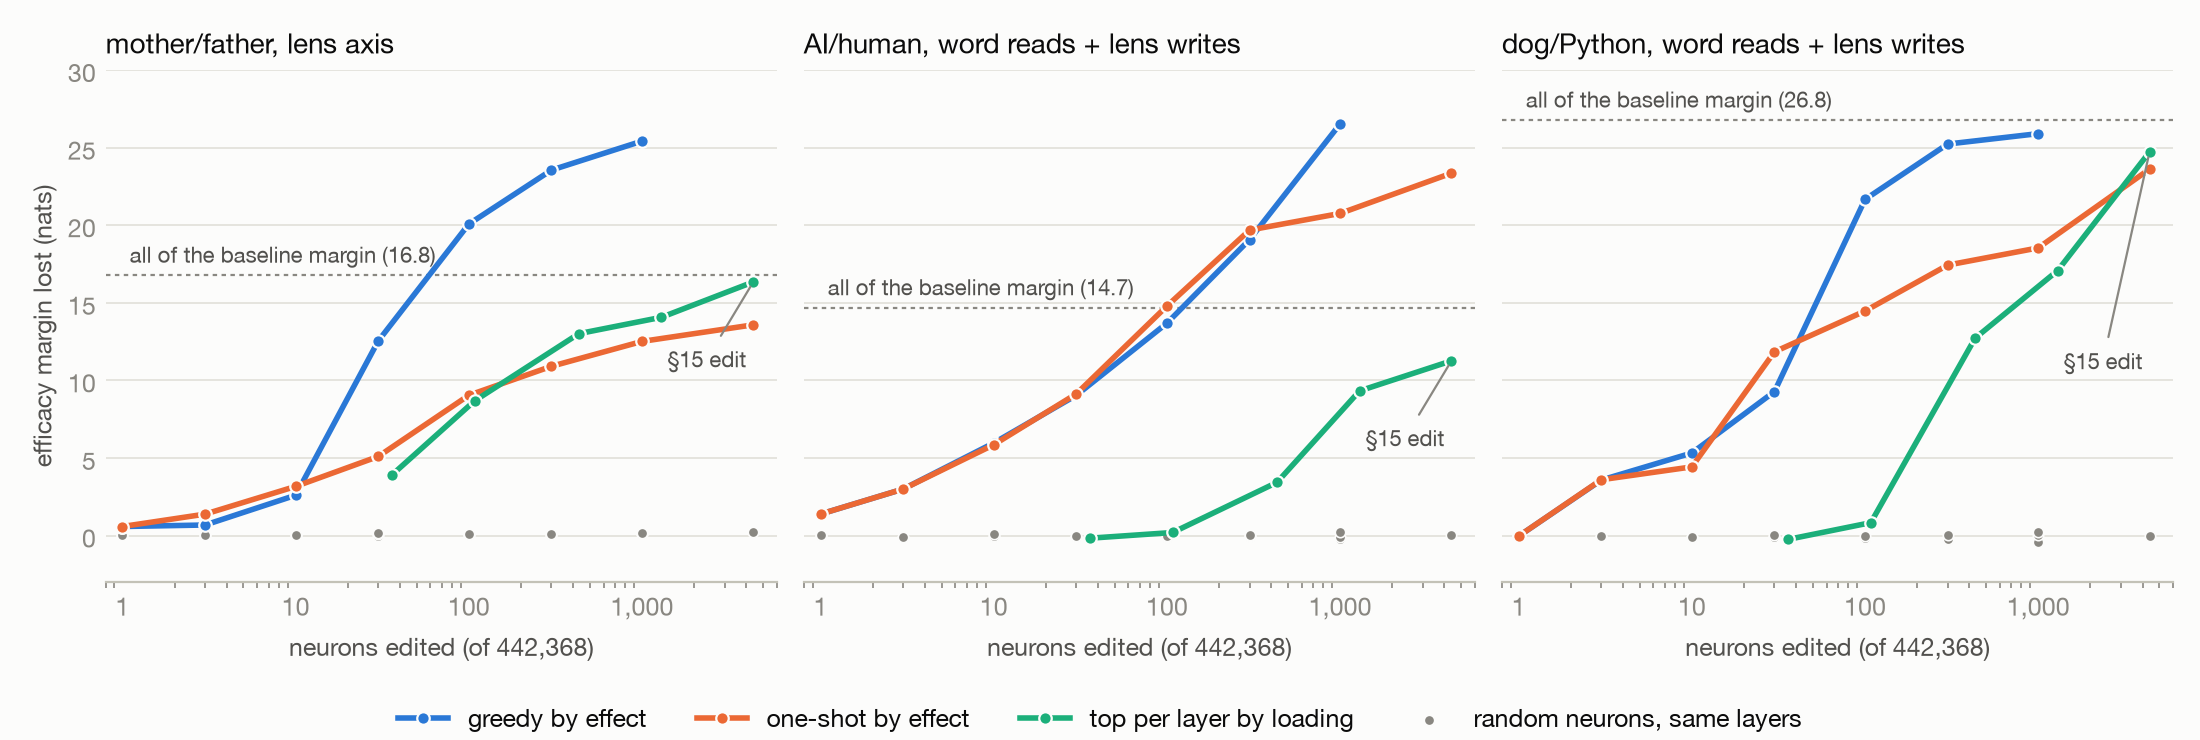 mother/father, lens axis
AI/human, word reads + lens writes
dog/Python, word reads + lens writes
efficacy margin lost (nats)
30
25
20
15
10
5
0
all of the baseline margin (16.8)
§15 edit
all of the baseline margin (14.7)
§15 edit
all of the baseline margin (26.8)
§15 edit
1 10 100 1,000
1 10 100 1,000
1 10 100 1,000
neurons edited (of 442,368)
neurons edited (of 442,368)
neurons edited (of 442,368)
greedy by effect
one-shot by effect
top per layer by loading
random neurons, same layers